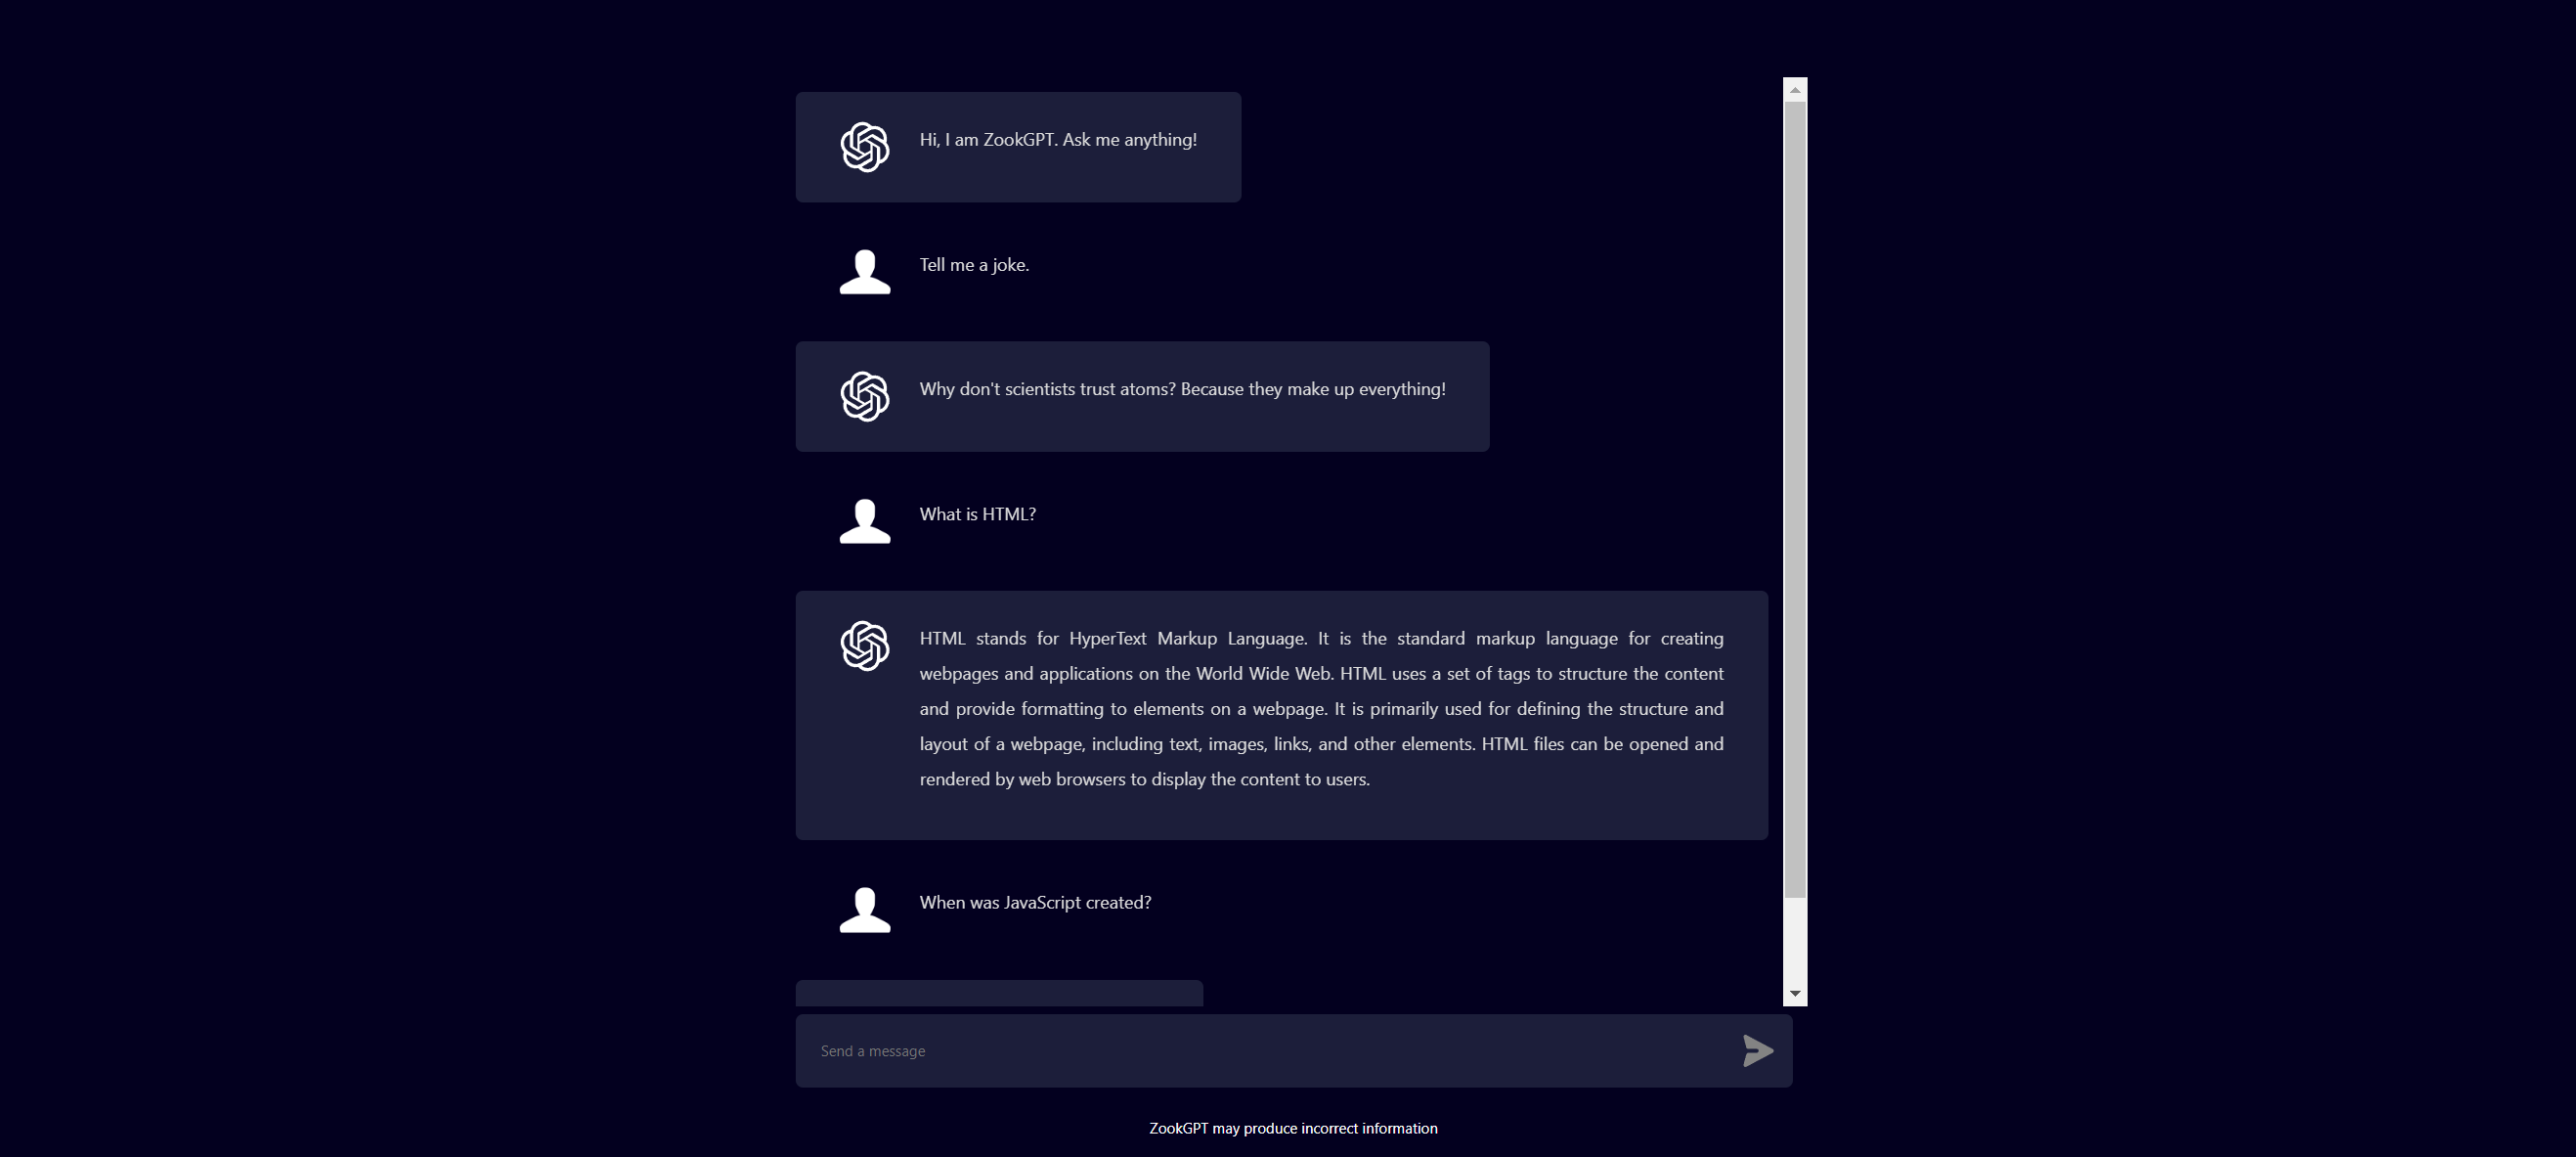 Hi, I am ZookGPT. Ask me anything!
Tell me a joke.
Why don't scientists trust atoms? Because they make up everything!
What is HTML?
HTML stands for HyperText Markup Language. It is the standard markup language for creating
webpages and applications on the World Wide Web. HTML uses a set of tags to structure the content
and provide formatting to elements on a webpage. It is primarily used for defining the structure and
layout of a webpage, including text, images, links, and other elements. HTML files can be opened and
rendered by web browsers to display the content to users.
When was JavaScript created?
Send a message
ZookGPT may produce incorrect information